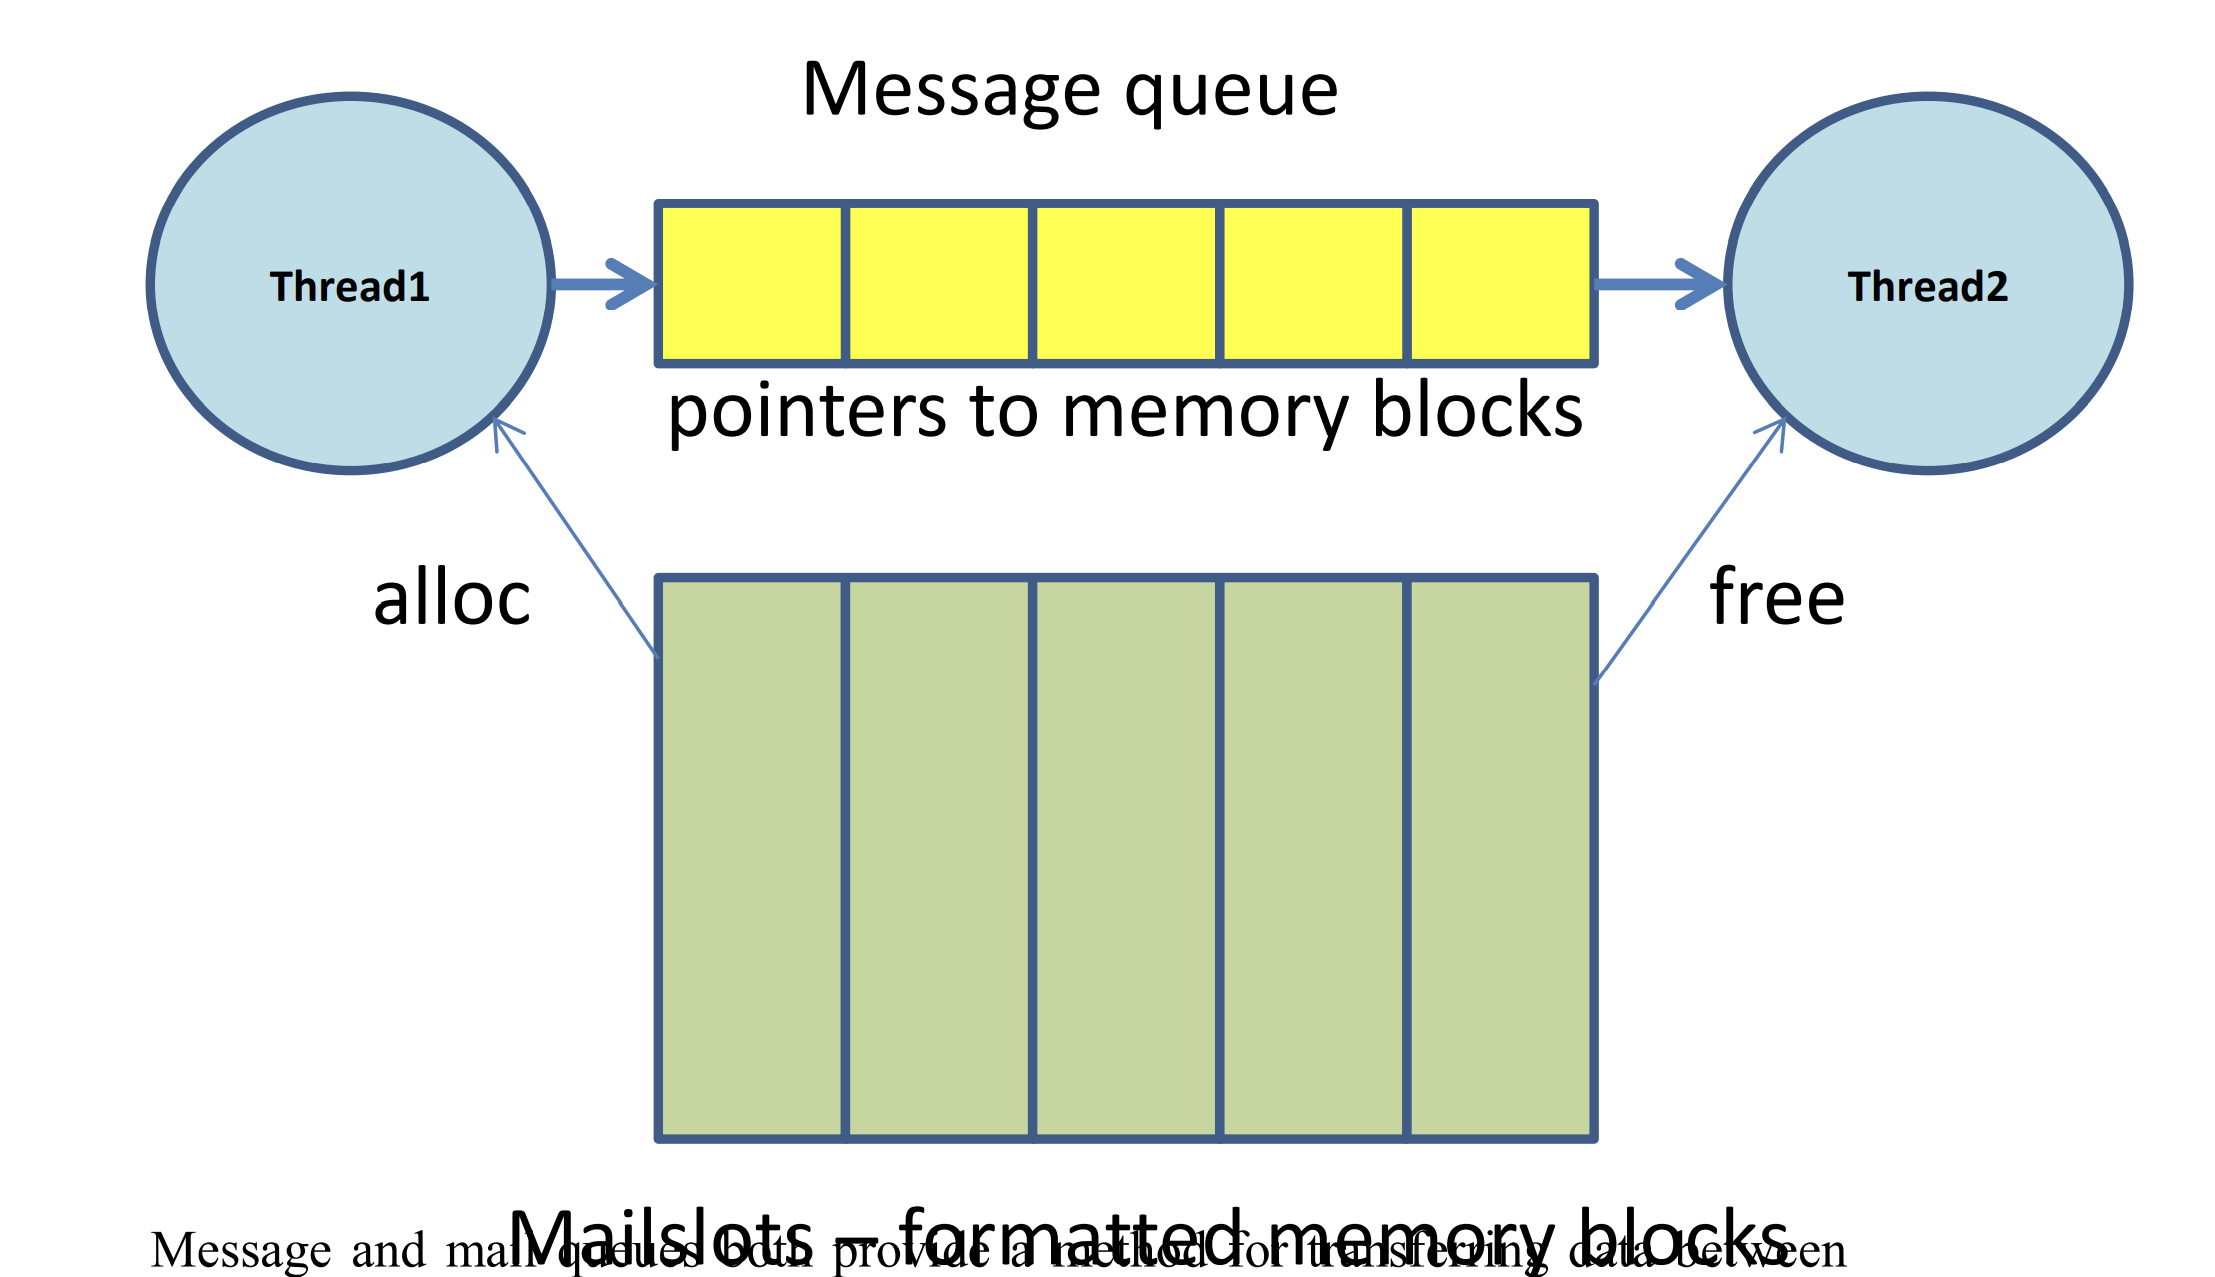 Message queue
Thread1
Thread2
pointers to memory blocks
alloc
free
Mailslots – formatted memory blocks
Message and mail queues both provide a method for transferring data between